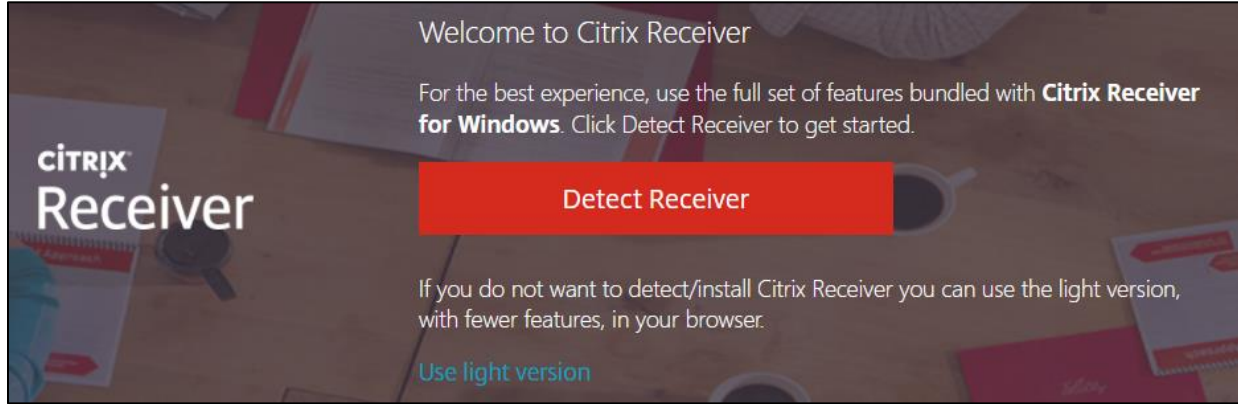 Welcome to Citrix Receiver
For the best experience, use the full set of features bundled with Citrix Receiver
for Windows. Click Detect Receiver to get started.
CİTRIX
Receiver
Detect Receiver
If you do not want to detect/install Citrix Receiver you can use the light version,
with fewer features, in your browser.
Use light version